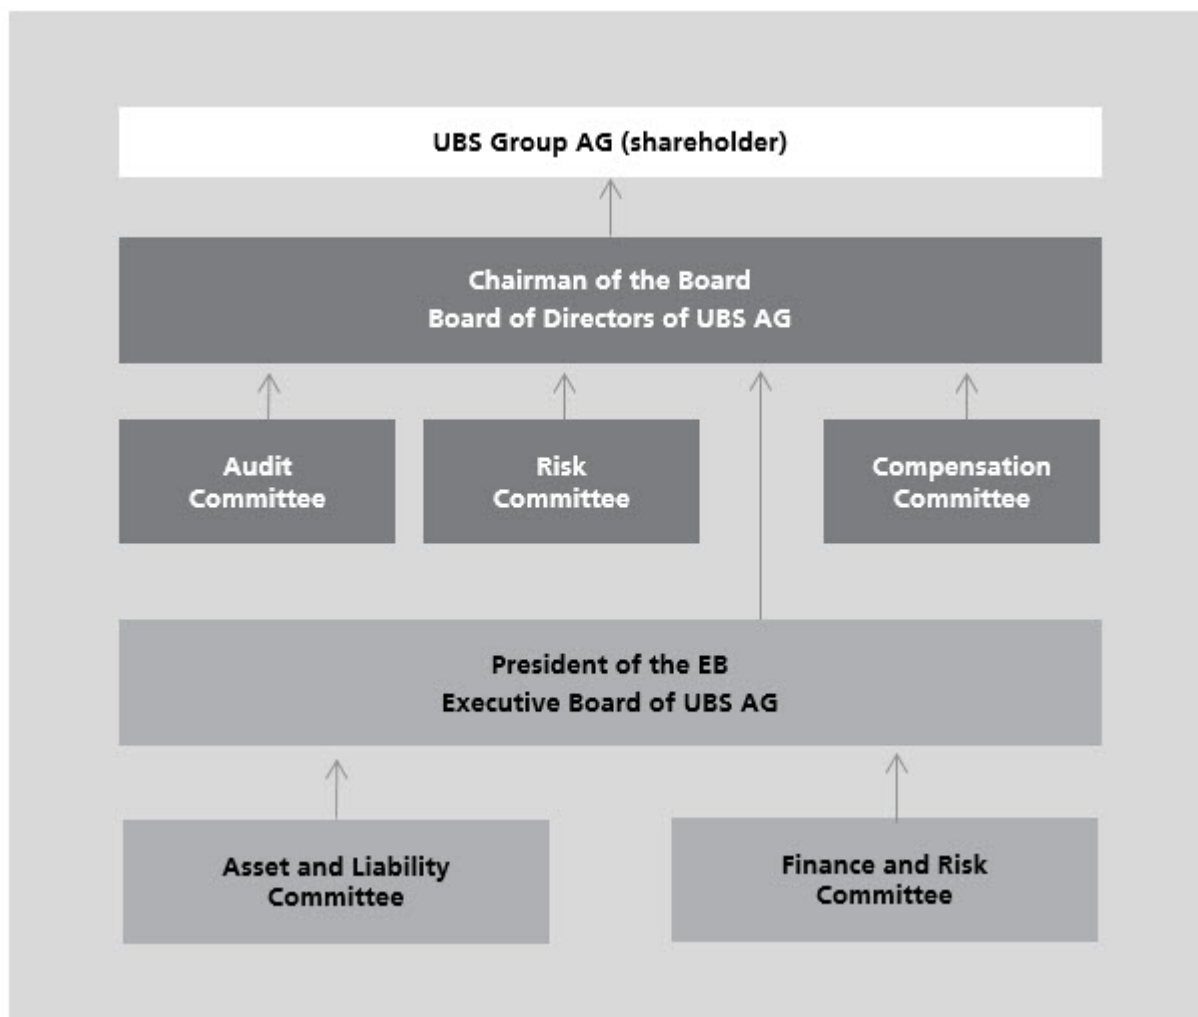 UBS Group AG (shareholder)
Chairman of the Board
Board of Directors of UBS AG
Audit
Committee
Risk
Committee
Compensation
Committee
President of the EB
Executive Board of UBS AG
Asset and Liability
Committee
Finance and Risk
Committee